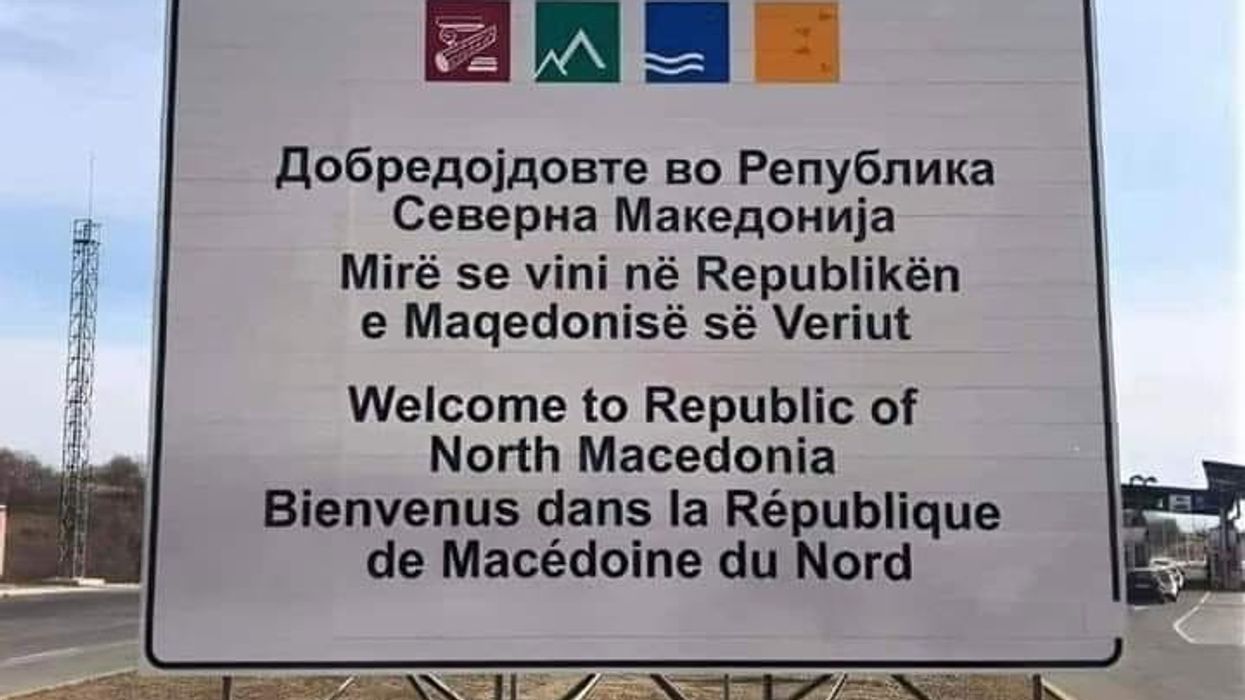 Добредојдовте во Република
Северна Македонија
Mirë se vini në Republikën
e Maqedonisë së Veriut
Welcome to Republic of
North Macedonia
Bienvenus dans la République
de Macédoine du Nord